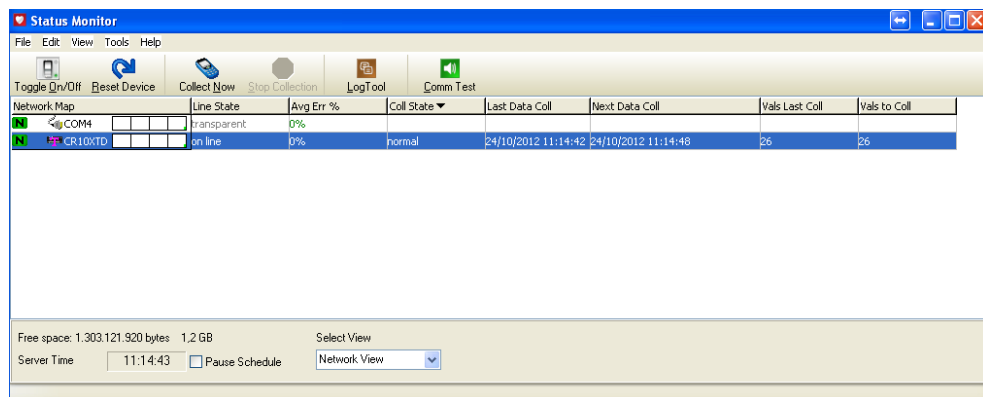 Status Monitor
File Edit View Tools Help
Toggle On/Off Reset Device Collect Now Stop Collection LogTool Comm Test
Network Map Line State Avg Err % Coll State Last Data Coll Next Data Coll Vals Last Coll Vals to Coll
N COM4 transparent 0%
N CR10XTD on line 0% normal 24/10/2012 11:14:42 24/10/2012 11:14:48 26 26
Free space: 1.303.121.920 bytes 1,2 GB Select View
Server Time 11:14:43 Pause Schedule Network View